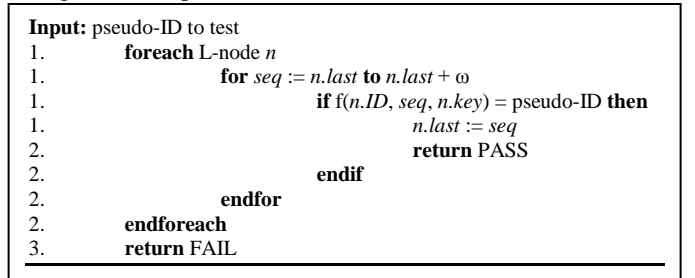 Input: pseudo-ID to test
1. foreach L-node n
1. for seq := n.last to n.last + ω
1. if f(n.ID, seq, n.key) = pseudo-ID then
1. n.last := seq
2. return PASS
2. endif
2. endfor
2. endforeach
3. return FAIL